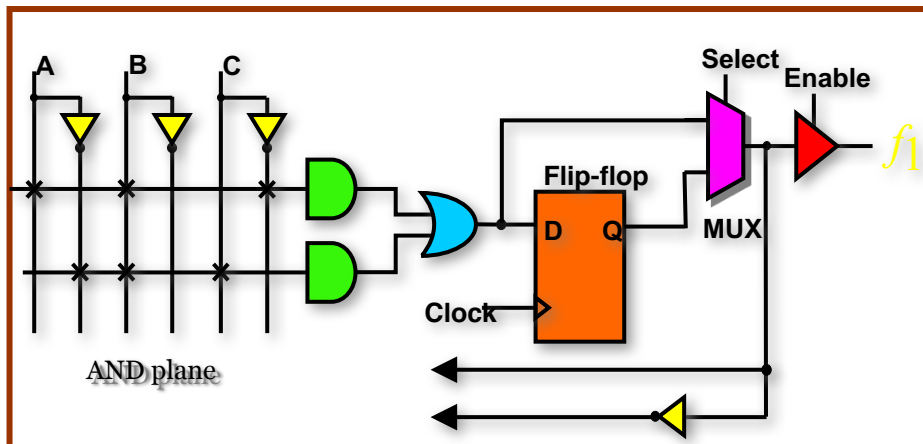 A B C
Select
Enable
f1
Flip-flop
D Q
MUX
Clock
AND plane